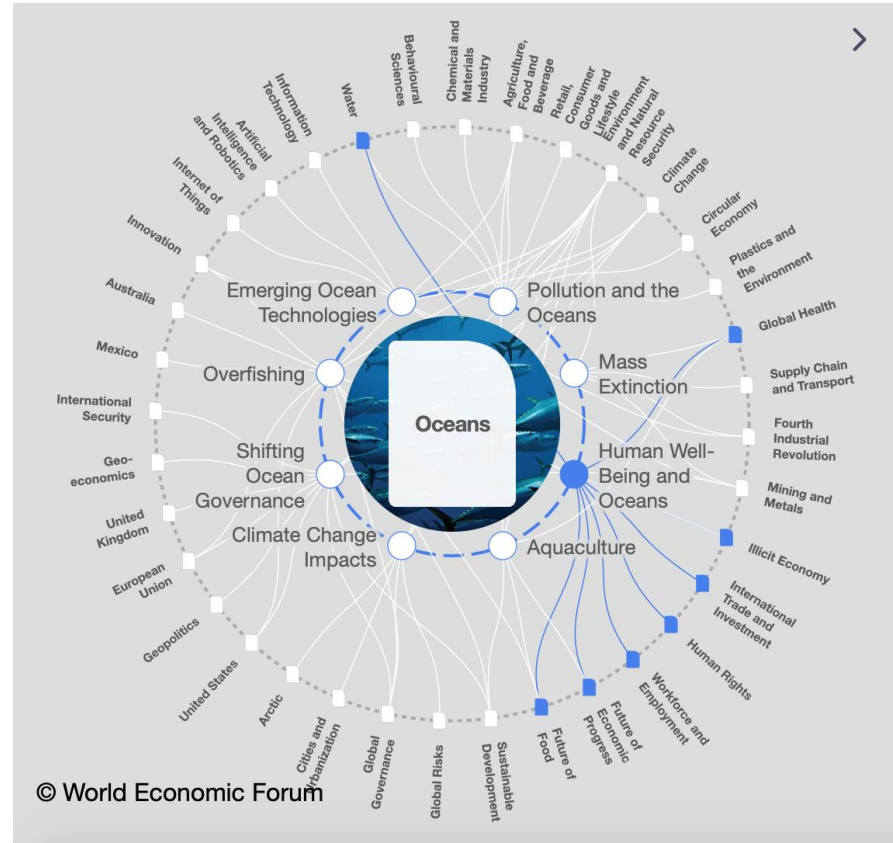 Water
Behavioural
Sciences
Chemical and
Materials
Industry
Agriculture,
Food and
Beverage
Retail,
Consumer
Goods and
Lifestyle
Environment
and Natural
Resource
Security
Climate
Change
Circular
Economy
Plastics and
the
Environment
Global Health
Supply Chain
and Transport
Fourth
Industrial
Revolution
Mining and
Metals
Illicit Economy
International
Trade and
Investment
Human Rights
Workforce and
Employment
Future of
Economic
Progress
Future of
Food
Sustainable
Development
Global Risks
Global
Governance
Cities and
Urbanization
Arctic
United States
Geopolitics
European
Union
United
Kingdom
Geo-
economics
International
Security
Mexico
Australia
Innovation
Internet of
Things
Artificial
Intelligence
and Robotics
Information
Technology
Emerging Ocean
Technologies
Pollution and the
Oceans
Overfishing
Mass
Extinction
Oceans
Shifting
Ocean
Governance
Human Well-
Being and
Oceans
Climate Change
Impacts
Aquaculture
© World Economic Forum